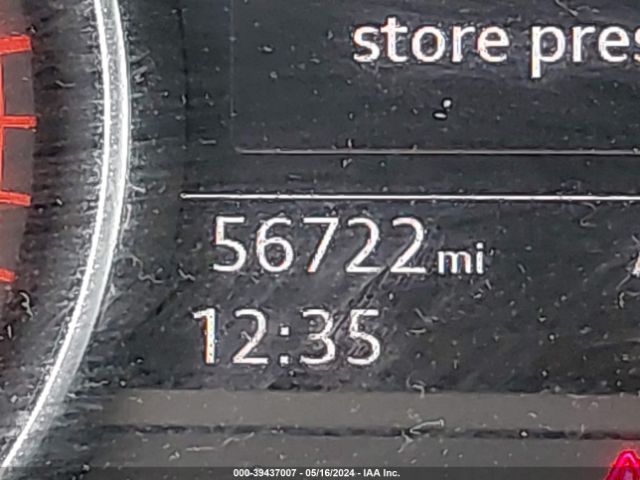 store pres
56722 mi
12:35
000-39437007 - 05/16/2024 - IAA Inc.